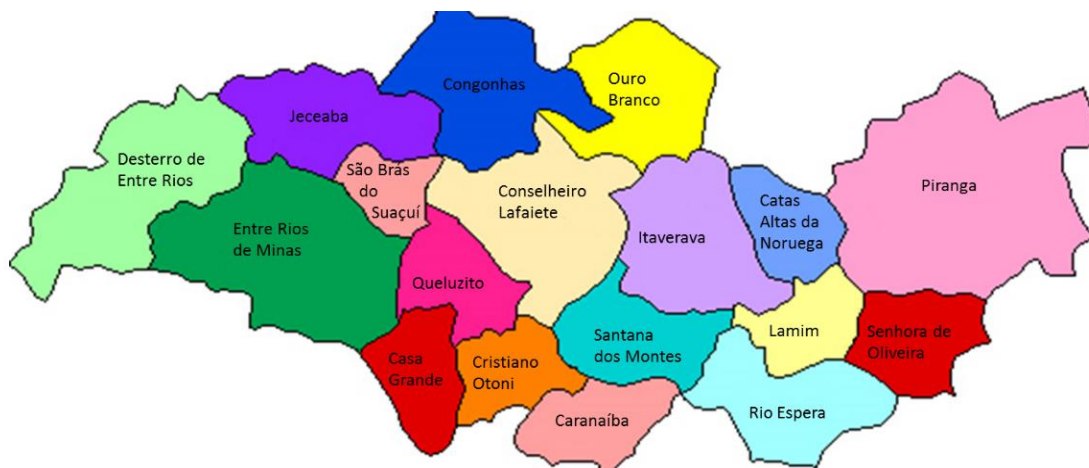 Congonhas
Ouro
Branco
Jeceaba
Desterro de
Entre Rios
São Brás
do
Suaçuí
Conselheiro
Lafaiete
Catas
Altas da
Noruega
Piranga
Entre Rios
de Minas
Itaverava
Queluzito
Santana
dos Montes
Lamim
Senhora de
Oliveira
Casa
Grande
Cristiano
Otoni
Caranaíba
Rio Espera